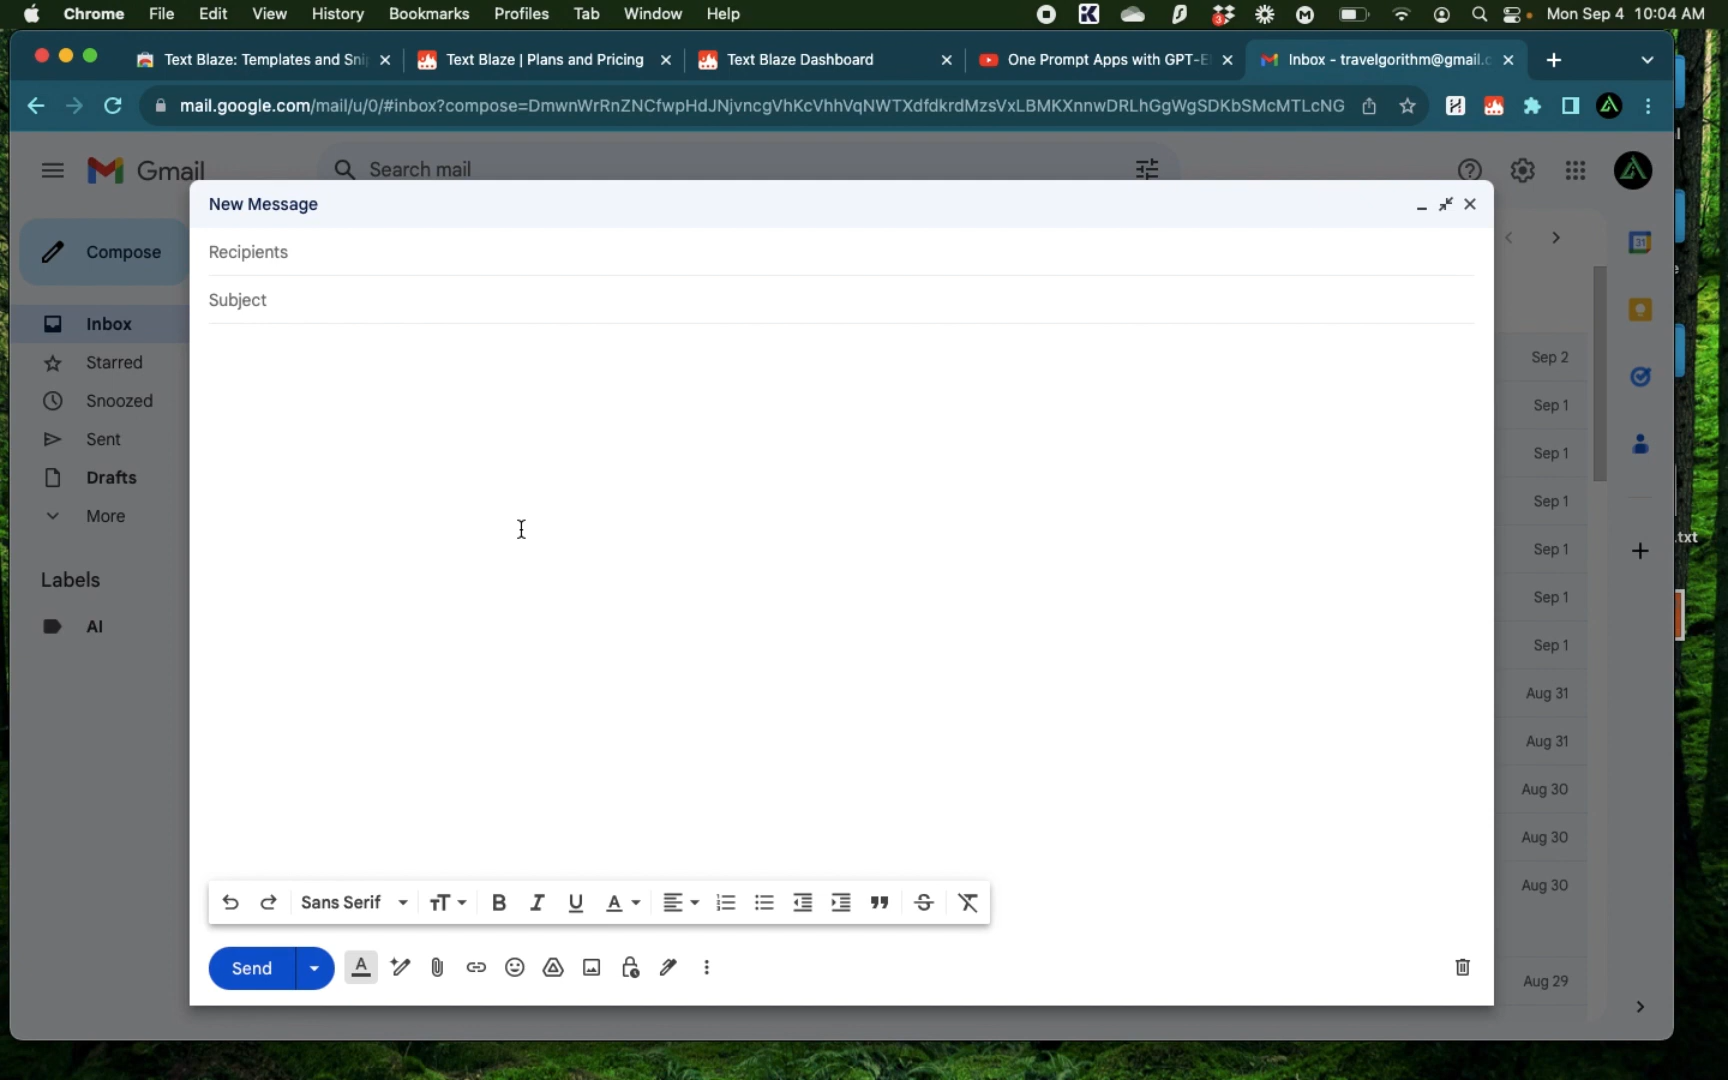 Chrome File Edit View History Bookmarks Profiles Tab Window Help Mon Sep 4 10:04 AM
Text Blaze: Templates and Sni Text Blaze | Plans and Pricing Text Blaze Dashboard One Prompt Apps with GPT-E Inbox - travelgorithm@gmail.c
mail.google.com/mail/u/0/#inbox?compose=DmwnWrRnZNCfwpHdJNjvncgVhKcVhhVqNWTXdfdkrdMzsVxLBMKXnnwDRLhGgWgSDKbSMcMTLcNG
Gmail Search mail
New Message
Compose
Recipients
Subject
Inbox
Starred
Snoozed
Sent
Drafts
More
Labels
AI
Sep 2
Sep 1
Sep 1
Sep 1
Sep 1
Sep 1
Sep 1
Aug 31
Aug 31
Aug 30
Aug 30
Aug 30
Aug 29
31
.txt
Sans Serif
Send